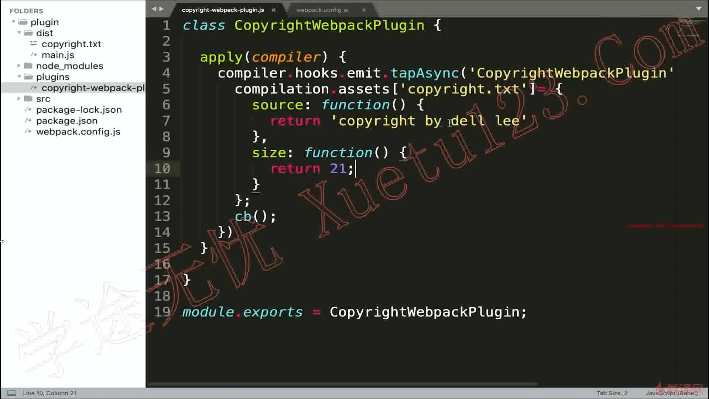 FOLDERS
plugin
dist
copyright.txt
main.js
node_modules
plugins
copyright-webpack-pl
src
package-lock.json
package.json
webpack.config.js
copyright-webpack-plugin.js ×
webpack.config.js
1 class CopyrightWebpackPlugin {
2
3 apply(compiler) {
4 compiler.hooks.emit.tapAsync('CopyrightWebpackPlugin'
5 compilation.assets['copyright.txt']= {
6 source: function() {
7 return 'copyright by dell lee'
8 },
9 size: function() {
10 return 21;
11 }
12 };
13 cb();
14 })
15 }
16
17 }
18
19 module.exports = CopyrightWebpackPlugin;
学无忧 Xuetu123.Com
Line 10, Column 21
Tab Size: 2
JavaScript (Babel)